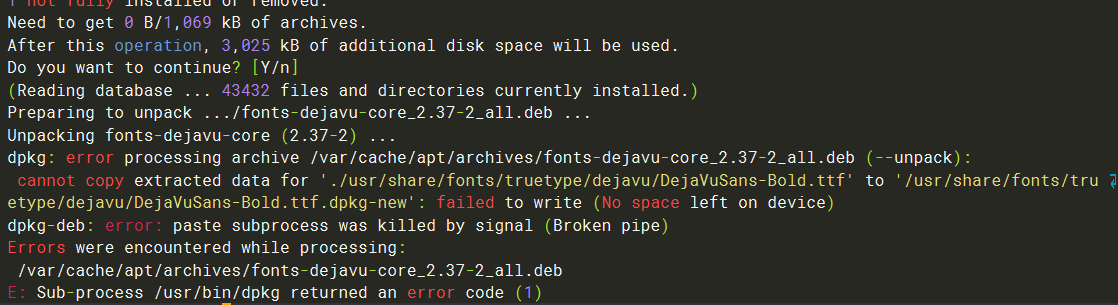 1 not fully installed or removed.
Need to get 0 B/1,069 kB of archives.
After this operation, 3,025 kB of additional disk space will be used.
Do you want to continue? [Y/n]
(Reading database ... 43432 files and directories currently installed.)
Preparing to unpack .../fonts-dejavu-core_2.37-2_all.deb ...
Unpacking fonts-dejavu-core (2.37-2) ...
dpkg: error processing archive /var/cache/apt/archives/fonts-dejavu-core_2.37-2_all.deb (--unpack):
 cannot copy extracted data for './usr/share/fonts/truetype/dejavu/DejaVuSans-Bold.ttf' to '/usr/share/fonts/tru
etype/dejavu/DejaVuSans-Bold.ttf.dpkg-new': failed to write (No space left on device)
dpkg-deb: error: paste subprocess was killed by signal (Broken pipe)
Errors were encountered while processing:
 /var/cache/apt/archives/fonts-dejavu-core_2.37-2_all.deb
E: Sub-process /usr/bin/dpkg returned an error code (1)